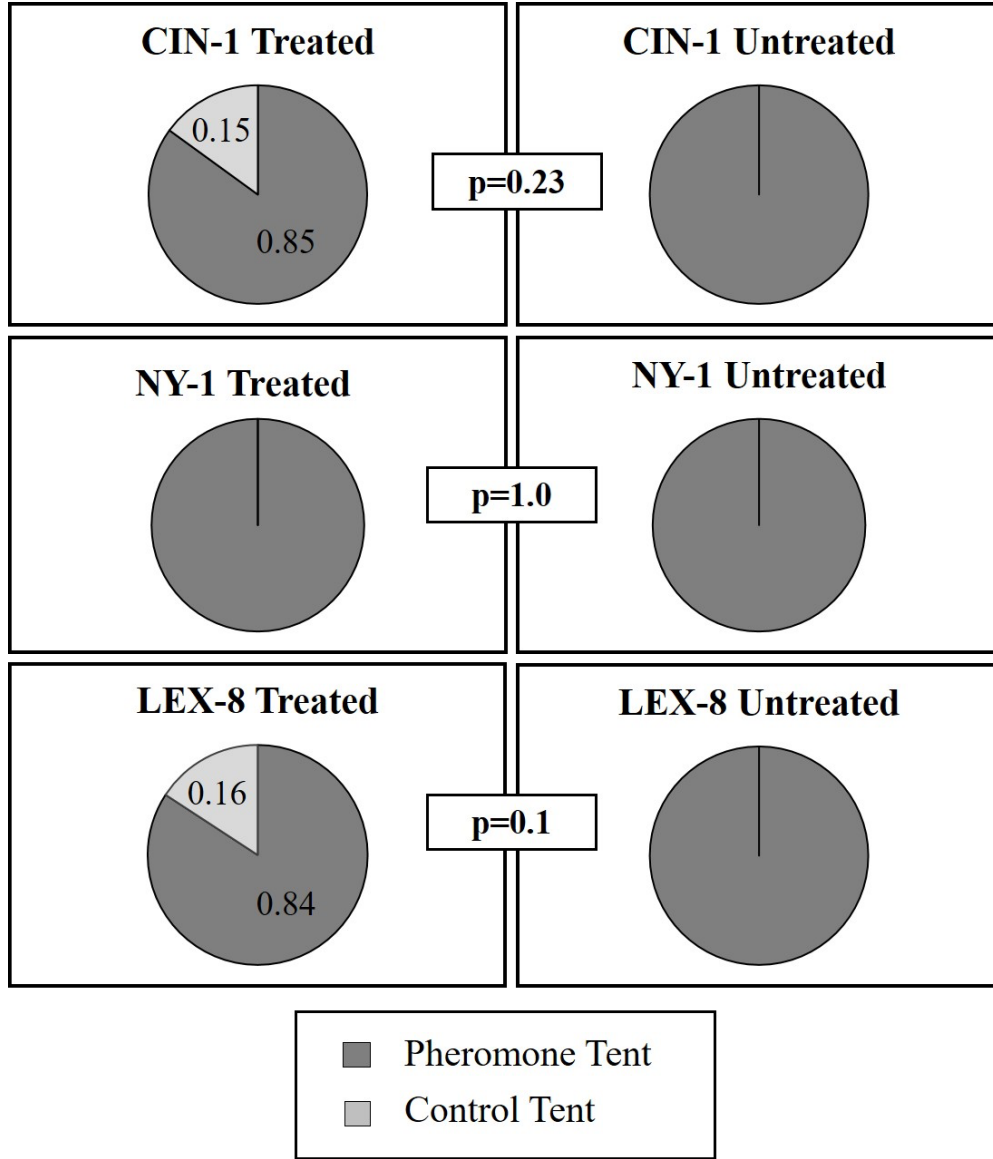 CIN-1 Treated
CIN-1 Untreated
0.15
0.85
p=0.23
NY-1 Treated
NY-1 Untreated
p=1.0
LEX-8 Treated
LEX-8 Untreated
0.16
0.84
p=0.1
Pheromone Tent
Control Tent